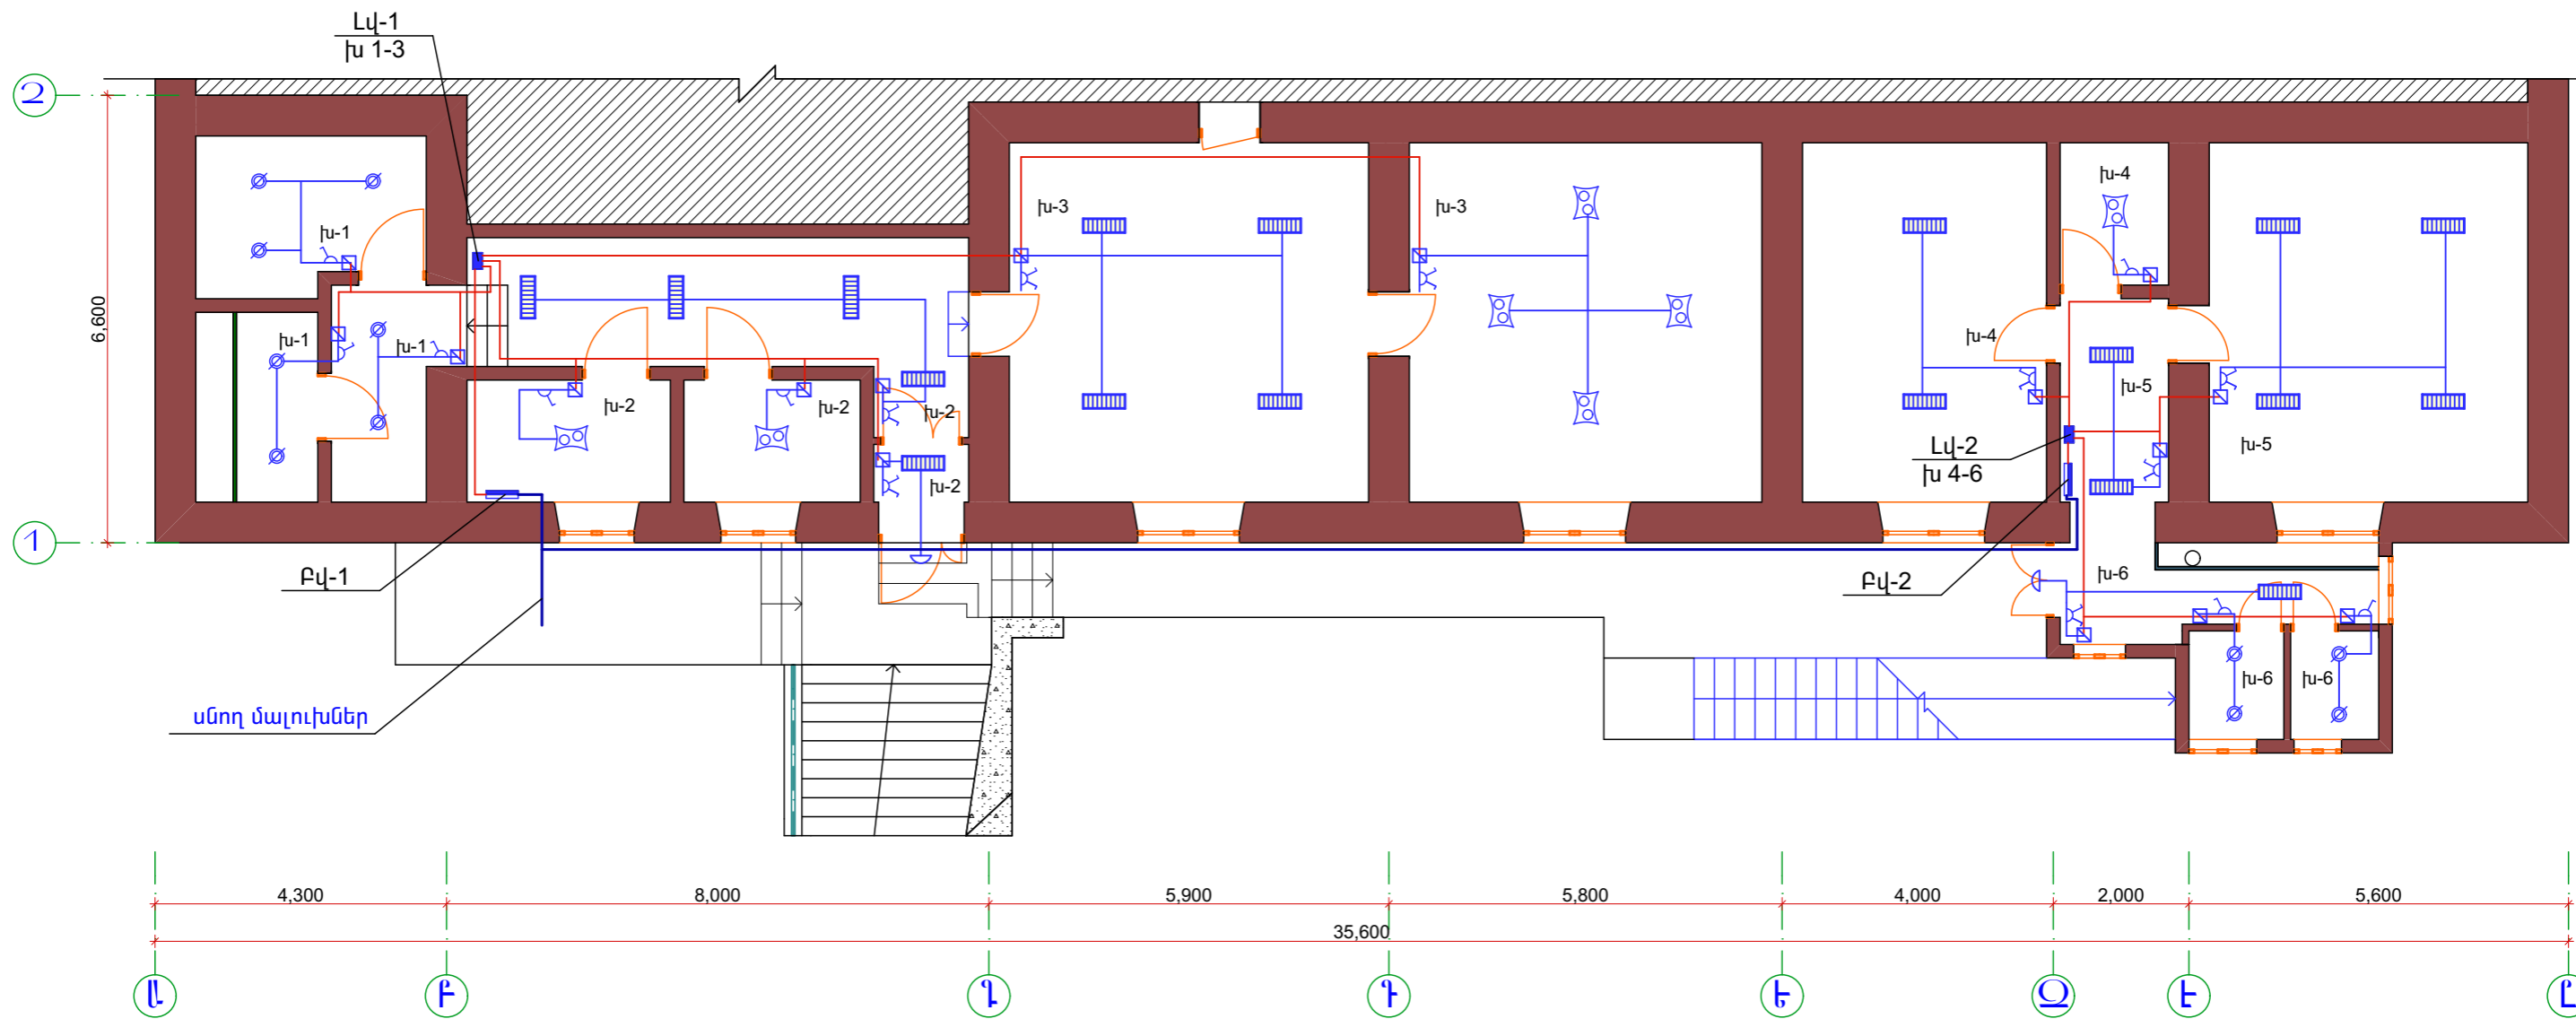 Լվ-1
խ 1-3
2
խ-1
խ-3
խ-3
խ-4
6,600
խ-1
խ-1
խ-4
խ-5
խ-2
խ-2
խ-2
խ-2
Լվ-2
խ 4-6
խ-5
1
Բվ-1
Բվ-2
խ-6
խ-6
խ-6
սնող մալուխներ
4,300
8,000
5,900
5,800
4,000
2,000
5,600
35,600
Ա
Բ
Գ
Դ
Ե
Զ
Է
Ը